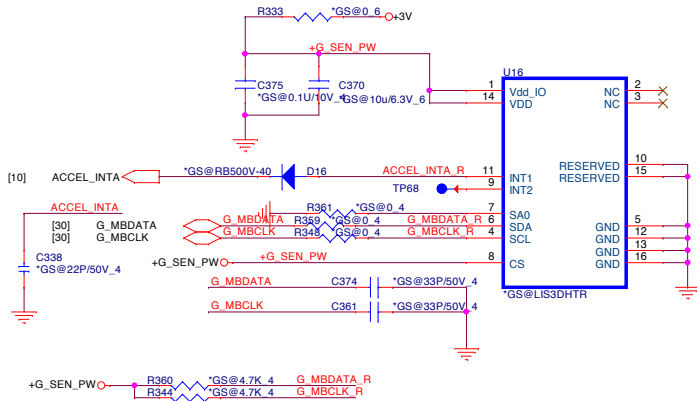 R333 *GS@0_6 +3V
+G_SEN_PW
U16
C375 C370
*GS@0.1U/10V_4 *GS@10u/6.3V_6
1 Vdd_IO NC 2
14 VDD NC 3
RESERVED 10
RESERVED 15
[10] ACCEL_INTA *GS@RB500V-40 D16 ACCEL_INTA_R 11 INT1
TP68 9 INT2
ACCEL_INTA R361 *GS@0_4 7 SA0
[30] G_MBDATA G_MBDATA R359 *GS@0_4 G_MBDATA_R 6 SDA GND 5
[30] G_MBCLK G_MBCLK R348 *GS@0_4 G_MBCLK_R 4 SCL GND 12
GND 13
C338 +G_SEN_PW +G_SEN_PW 8 CS GND 16
*GS@22P/50V_4
G_MBDATA C374 *GS@33P/50V_4
*GS@LIS3DHTR
G_MBCLK C361 *GS@33P/50V_4
+G_SEN_PW R360 *GS@4.7K_4 G_MBDATA_R
R344 *GS@4.7K_4 G_MBCLK_R